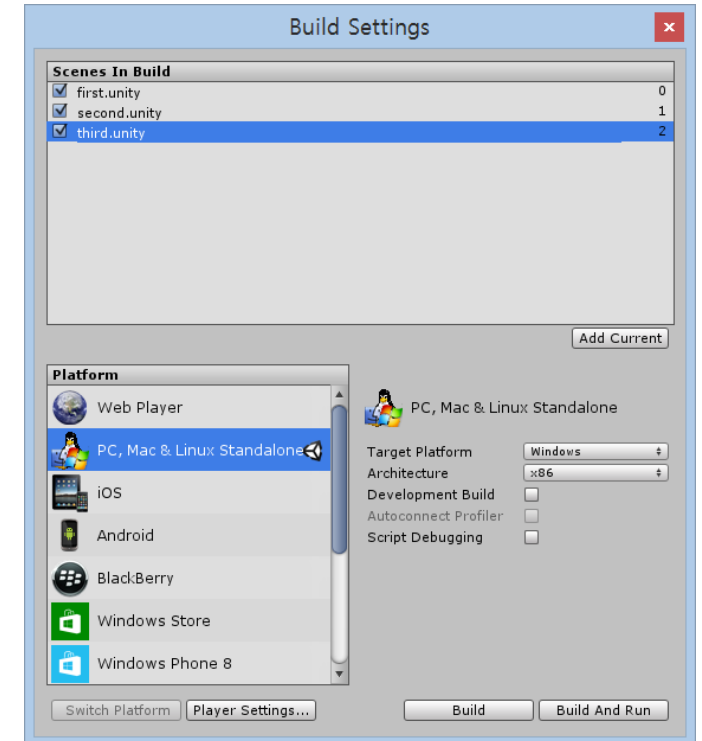 Build Settings
x
Scenes In Build
first.unity 0
second.unity 1
third.unity 2
Add Current
Platform
Web Player
PC, Mac & Linux Standalone
iOS
Android
BlackBerry
Windows Store
Windows Phone 8
PC, Mac & Linux Standalone
Target Platform Windows
Architecture x86
Development Build
Autoconnect Profiler
Script Debugging
Switch Platform Player Settings... Build Build And Run